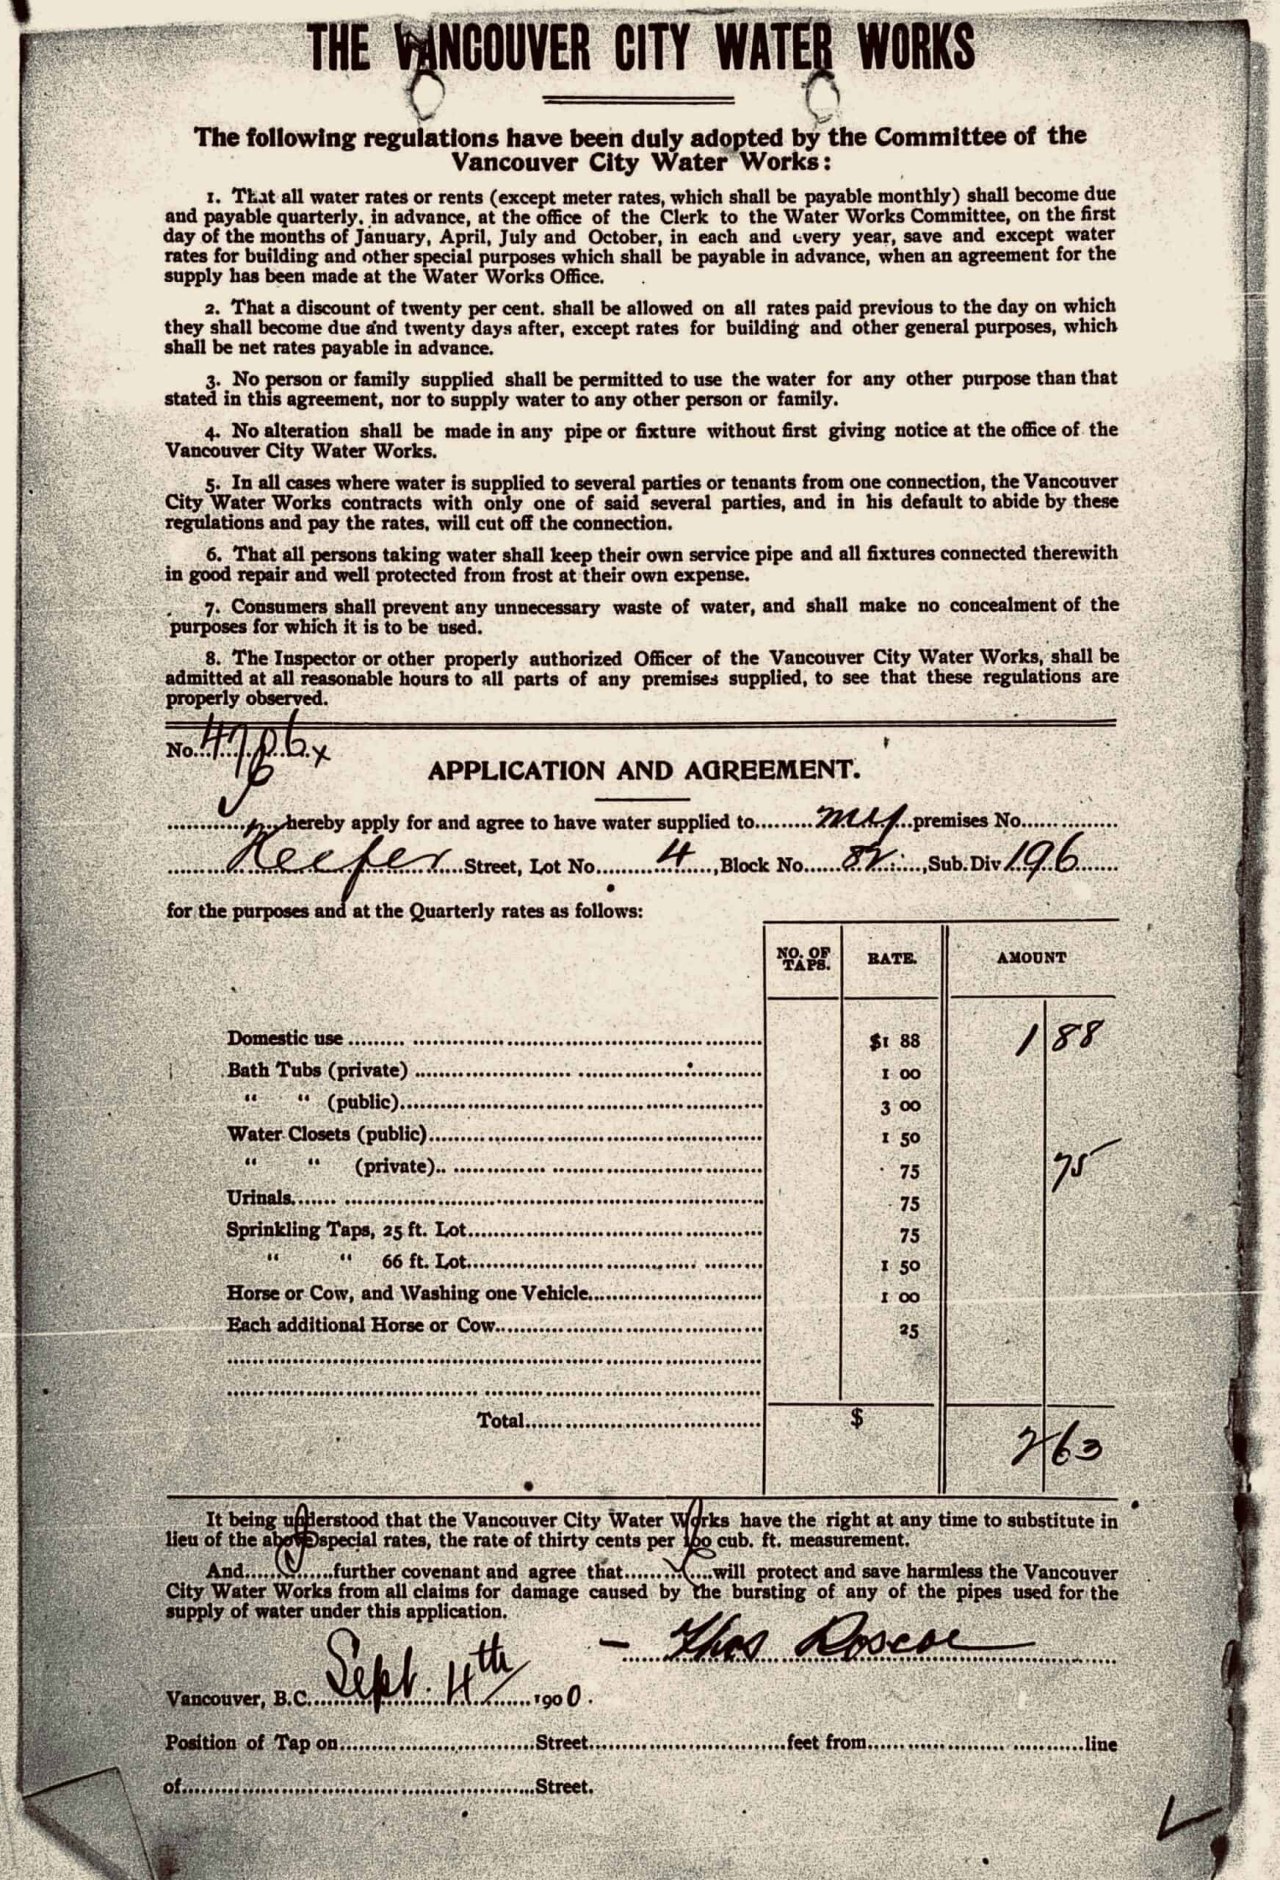 THE VANCOUVER CITY WATER WORKS
The following regulations have been duly adopted by the Committee of the
Vancouver City Water Works:
1. That all water rates or rents (except meter rates, which shall be payable monthly) shall become due
and payable quarterly, in advance, at the office of the Clerk to the Water Works Committee, on the first
day of the months of January, April, July and October, in each and every year, save and except water
rates for building and other special purposes which shall be payable in advance, when an agreement for the
supply has been made at the Water Works Office.
2. That a discount of twenty per cent. shall be allowed on all rates paid previous to the day on which
they shall become due and twenty days after, except rates for building and other general purposes, which
shall be net rates payable in advance.
3. No person or family supplied shall be permitted to use the water for any other purpose than that
stated in this agreement, nor to supply water to any other person or family.
4. No alteration shall be made in any pipe or fixture without first giving notice at the office of the
Vancouver City Water Works.
5. In all cases where water is supplied to several parties or tenants from one connection, the Vancouver
City Water Works contracts with only one of said several parties, and in his default to abide by these
regulations and pay the rates, will cut off the connection.
6. That all persons taking water shall keep their own service pipe and all fixtures connected therewith
in good repair and well protected from frost at their own expense.
7. Consumers shall prevent any unnecessary waste of water, and shall make no concealment of the
purposes for which it is to be used.
8. The Inspector or other properly authorized Officer of the Vancouver City Water Works, shall be
admitted at all reasonable hours to all parts of any premises supplied, to see that these regulations are
properly observed.
No.
APPLICATION AND AGREEMENT.
hereby apply for and agree to have water supplied to my premises No.
Keefer Street, Lot No. 4, Block No. 82, Sub. Div 196
for the purposes and at the Quarterly rates as follows:
NO. OF TAPS. RATE. AMOUNT
Domestic use $1 88 1 88
Bath Tubs (private) 1 00
" " (public) 3 00
Water Closets (public) 1 50
" " (private) 75 75
Urinals 75
Sprinkling Taps, 25 ft. Lot 75
" " 66 ft. Lot 1 50
Horse or Cow, and Washing one Vehicle 1 00
Each additional Horse or Cow 25
Total $ 2 63
It being understood that the Vancouver City Water Works have the right at any time to substitute in
lieu of the above special rates, the rate of thirty cents per 100 cub. ft. measurement.
And I further covenant and agree that I will protect and save harmless the Vancouver
City Water Works from all claims for damage caused by the bursting of any of the pipes used for the
supply of water under this application.
Thos Roscoe
Vancouver, B.C. Sept. 4th 1900.
Position of Tap on Street feet from line
of Street.